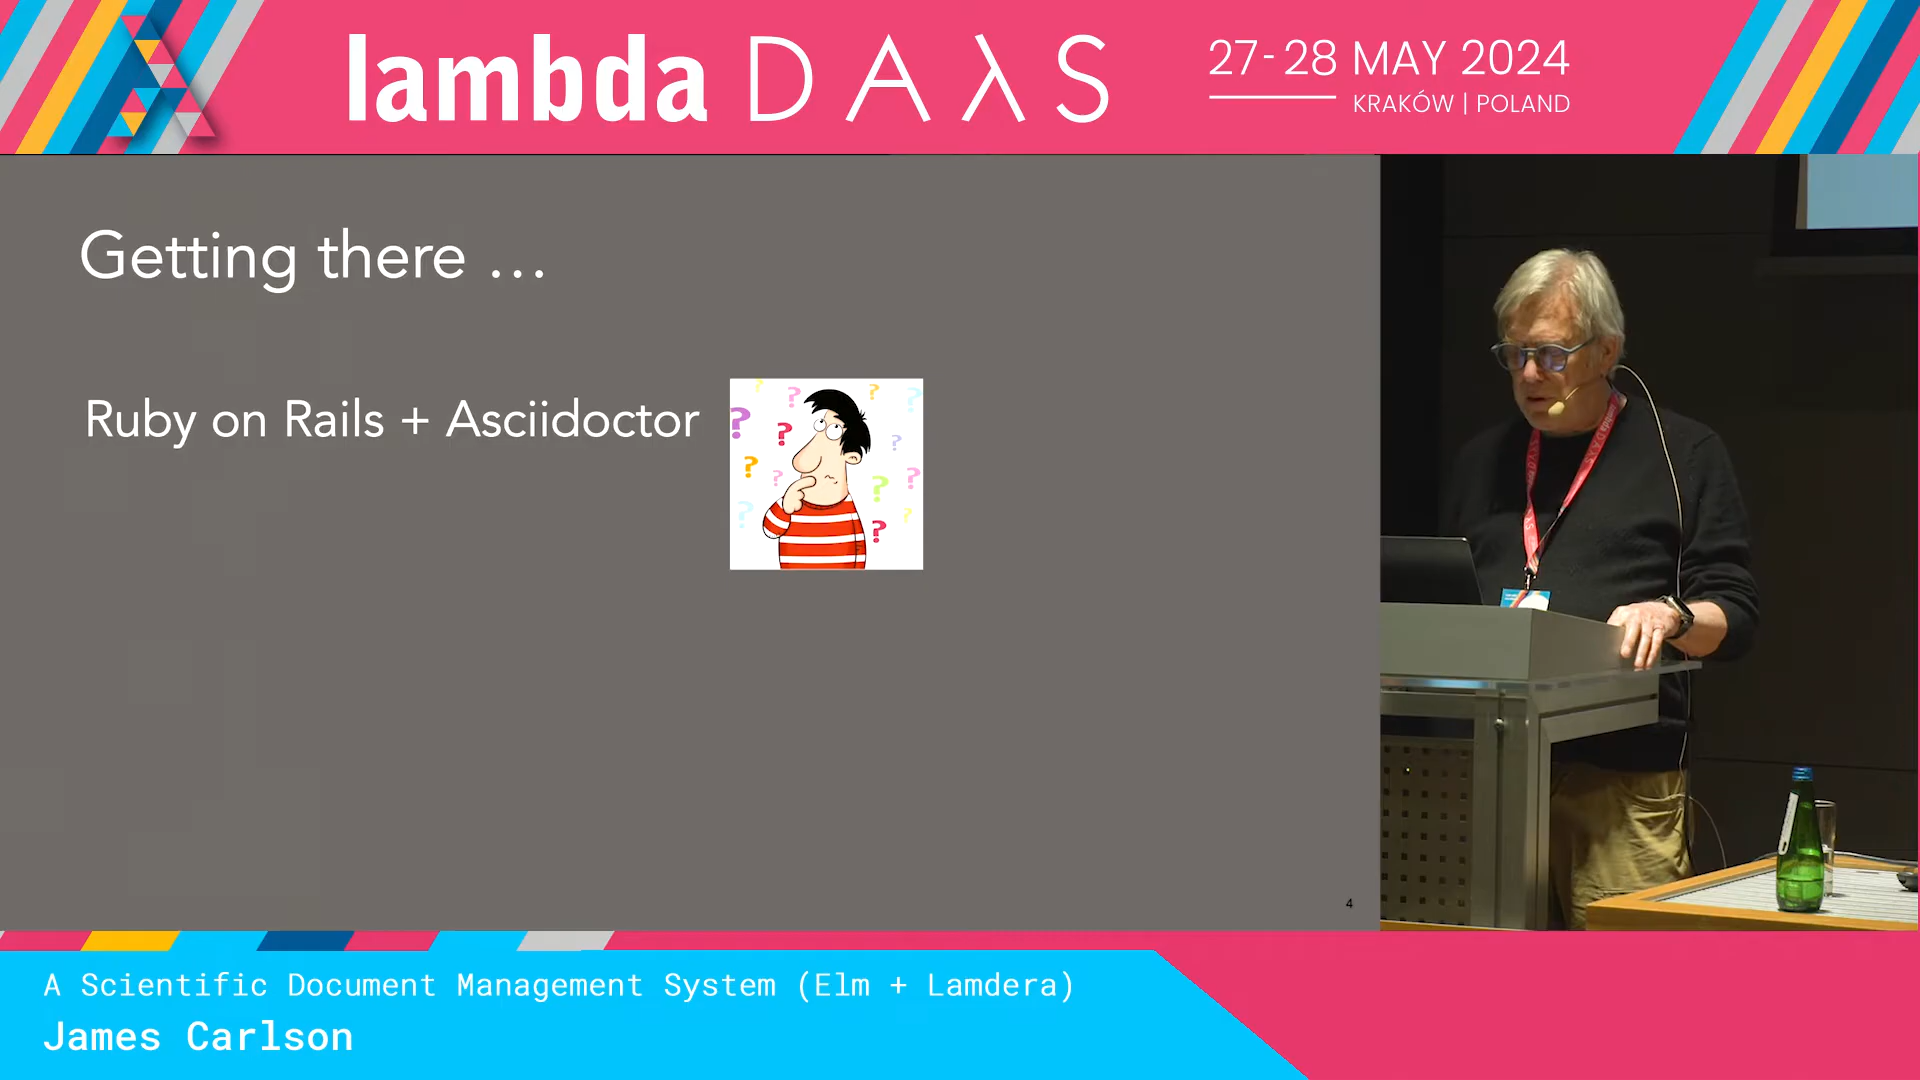 lambda DAλS
27-28 MAY 2024
KRAKÓW | POLAND
Getting there ...
Ruby on Rails + Asciidoctor
4
A Scientific Document Management System (Elm + Lamdera)
James Carlson